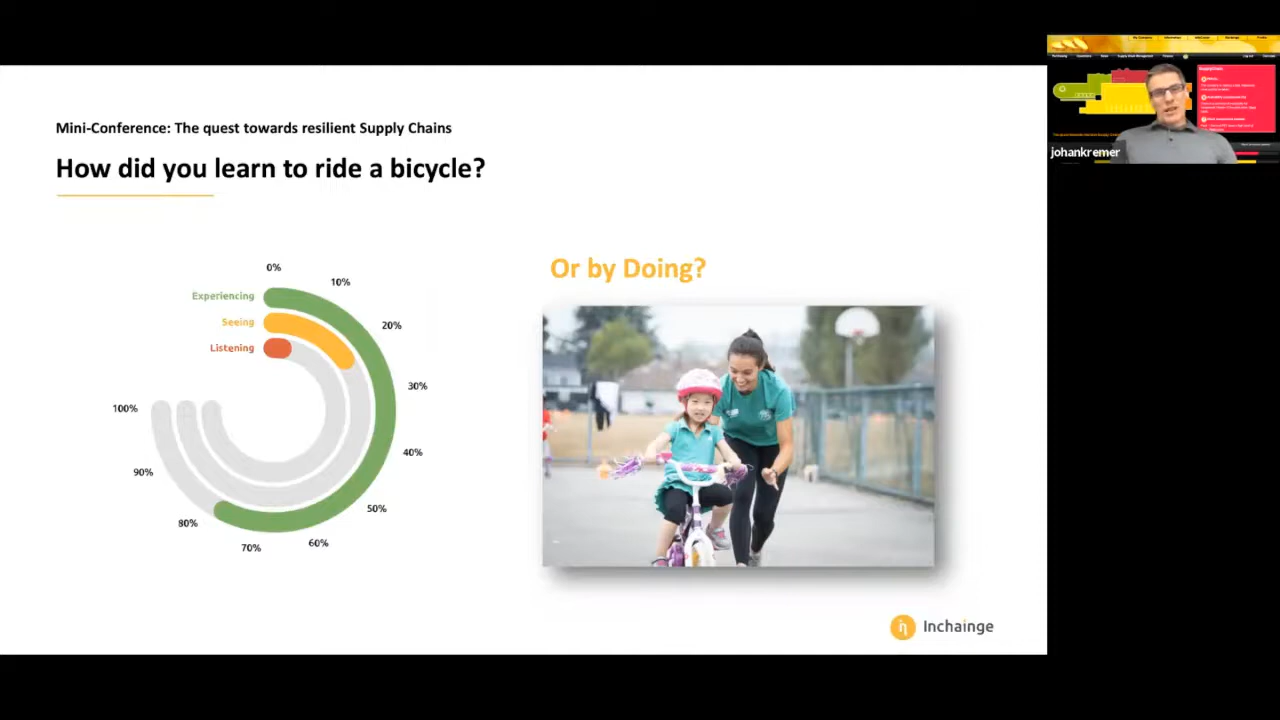 Mini-Conference: The quest towards resilient Supply Chains
How did you learn to ride a bicycle?
Or by Doing?
0%
10%
20%
30%
40%
50%
60%
70%
80%
90%
100%
Experiencing
Seeing
Listening
Inchainge
johankremer